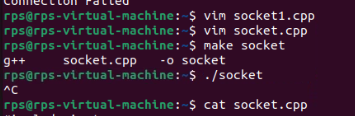 Connection Failed
rps@rps-virtual-machine:~$ vim socket1.cpp
rps@rps-virtual-machine:~$ vim socket.cpp
rps@rps-virtual-machine:~$ make socket
g++     socket.cpp   -o socket
rps@rps-virtual-machine:~$ ./socket
^C
rps@rps-virtual-machine:~$ cat socket.cpp